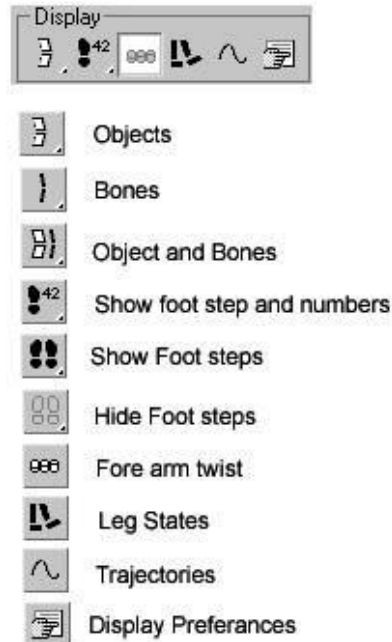 Display
42
Objects
Bones
Object and Bones
42 Show foot step and numbers
Show Foot steps
Hide Foot steps
Fore arm twist
Leg States
Trajectories
Display Preferances